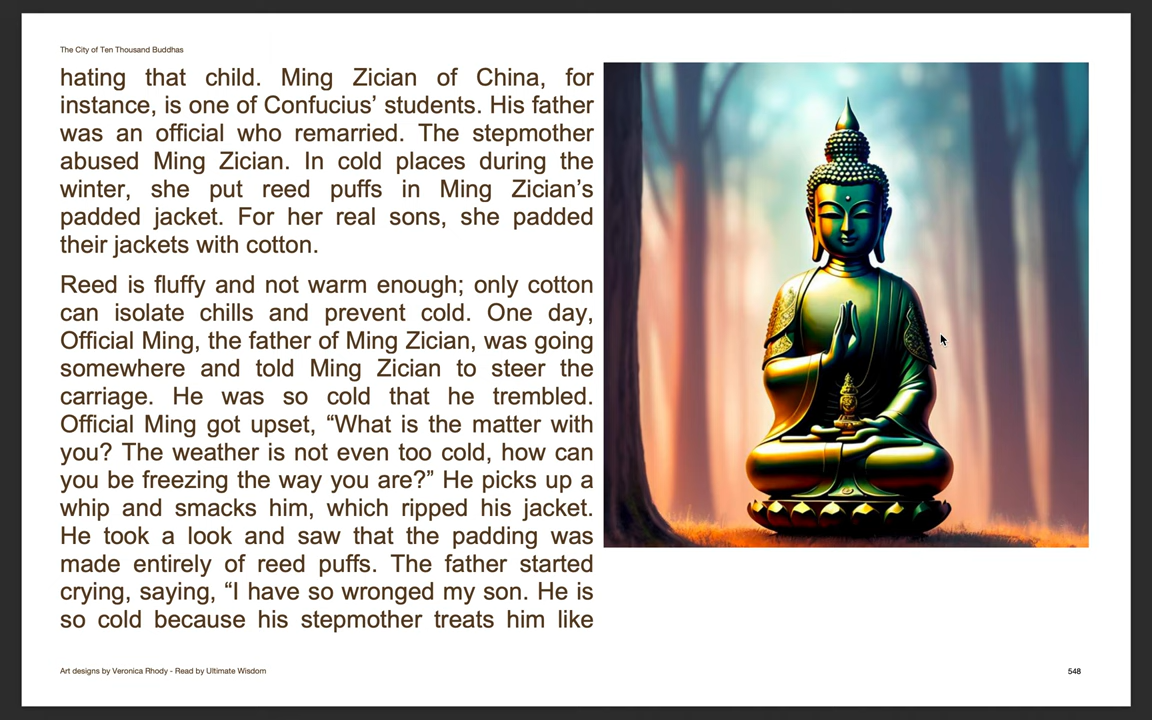 The City of Ten Thousand Buddhas
hating that child. Ming Zician of China, for
instance, is one of Confucius’ students. His father
was an official who remarried. The stepmother
abused Ming Zician. In cold places during the
winter, she put reed puffs in Ming Zician’s
padded jacket. For her real sons, she padded
their jackets with cotton.
Reed is fluffy and not warm enough; only cotton
can isolate chills and prevent cold. One day,
Official Ming, the father of Ming Zician, was going
somewhere and told Ming Zician to steer the
carriage. He was so cold that he trembled.
Official Ming got upset, “What is the matter with
you? The weather is not even too cold, how can
you be freezing the way you are?” He picks up a
whip and smacks him, which ripped his jacket.
He took a look and saw that the padding was
made entirely of reed puffs. The father started
crying, saying, “I have so wronged my son. He is
so cold because his stepmother treats him like
Art designs by Veronica Rhody - Read by Ultimate Wisdom
548